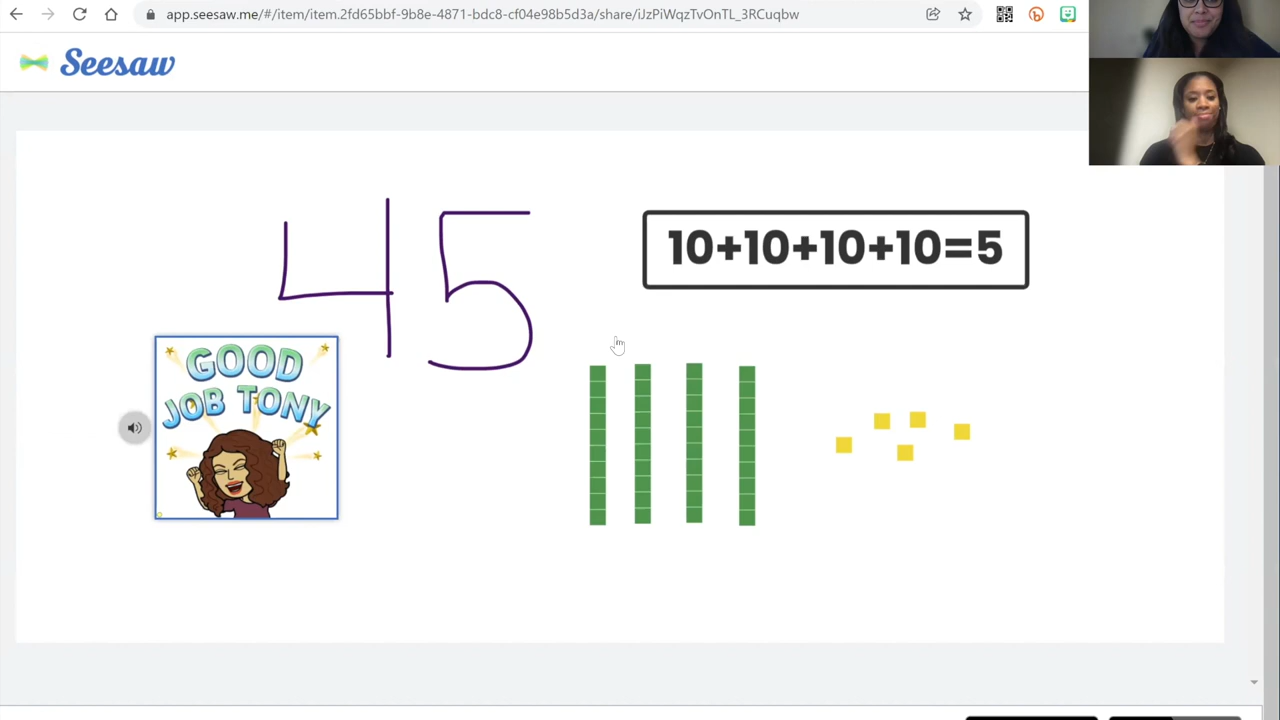 app.seesaw.me/#/item/item.2fd65bbf-9b8e-4871-bdc8-cf04e98b5d3a/share/iJzPiWqzTvOnTL_3RCuqbw
Seesaw
45
10+10+10+10=5
GOOD
JOB TONY